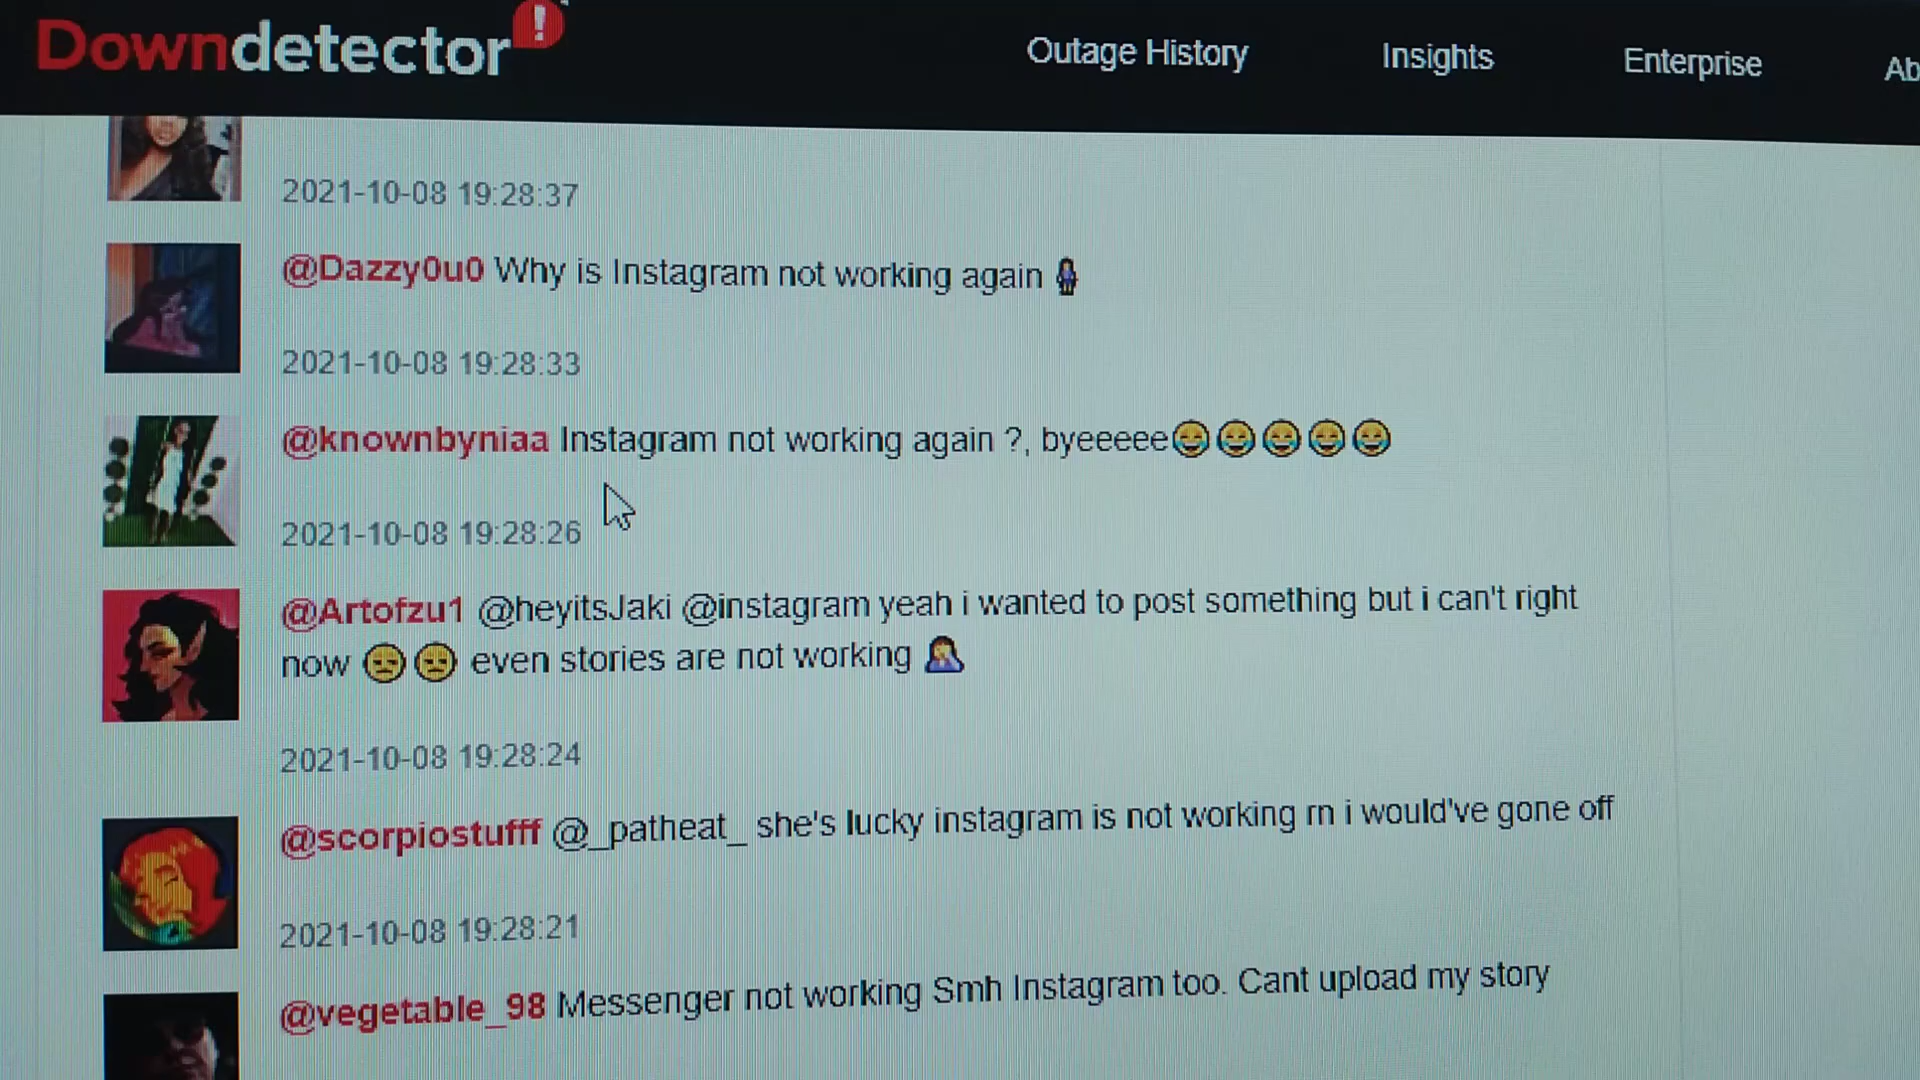 Downdetector
Outage History
Insights
Enterprise
Ab
2021-10-08 19:28:37
@Dazzy0u0 Why is Instagram not working again 🧍‍♀️
2021-10-08 19:28:33
@knownbyniaa Instagram not working again ?, byeeeee😂😂😂😂😂
2021-10-08 19:28:26
@Artofzu1 @heyitsJaki @instagram yeah i wanted to post something but i can't right
now 😞😞 even stories are not working 🤦‍♀️
2021-10-08 19:28:24
@scorpiostufff @_patheat_ she's lucky instagram is not working rn i would've gone off
2021-10-08 19:28:21
@vegetable_98 Messenger not working Smh Instagram too. Cant upload my story